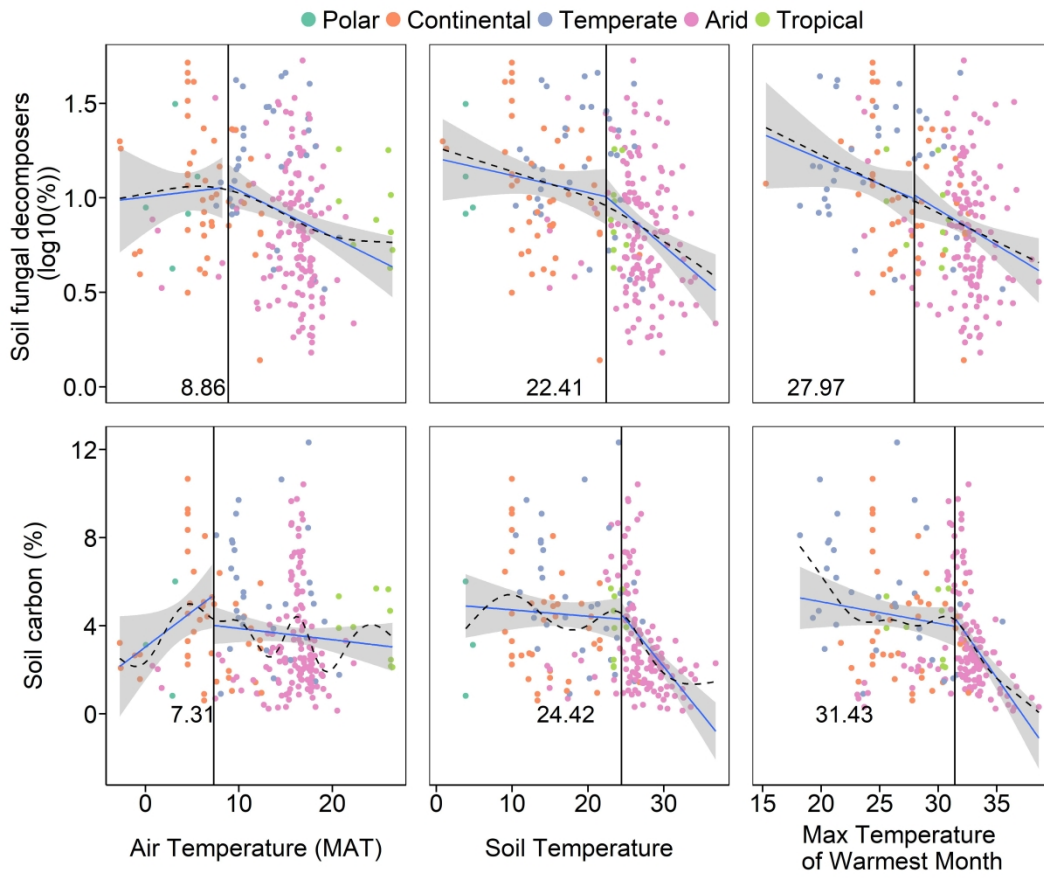 Polar Continental Temperate Arid Tropical
Soil fungal decomposers
(log10(%))
1.5
1.0
0.5
0.0
8.86
22.41
27.97
Soil carbon (%)
12
8
4
0
7.31
24.42
31.43
0 10 20
0 10 20 30
15 20 25 30 35
Air Temperature (MAT)
Soil Temperature
Max Temperature
of Warmest Month